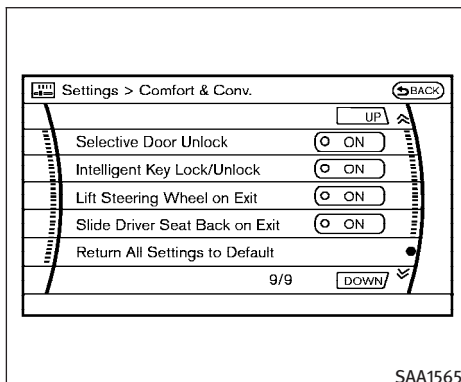 Settings > Comfort & Conv.
BACK
UP
Selective Door Unlock ON
Intelligent Key Lock/Unlock ON
Lift Steering Wheel on Exit ON
Slide Driver Seat Back on Exit ON
Return All Settings to Default
9/9 DOWN
SAA1565